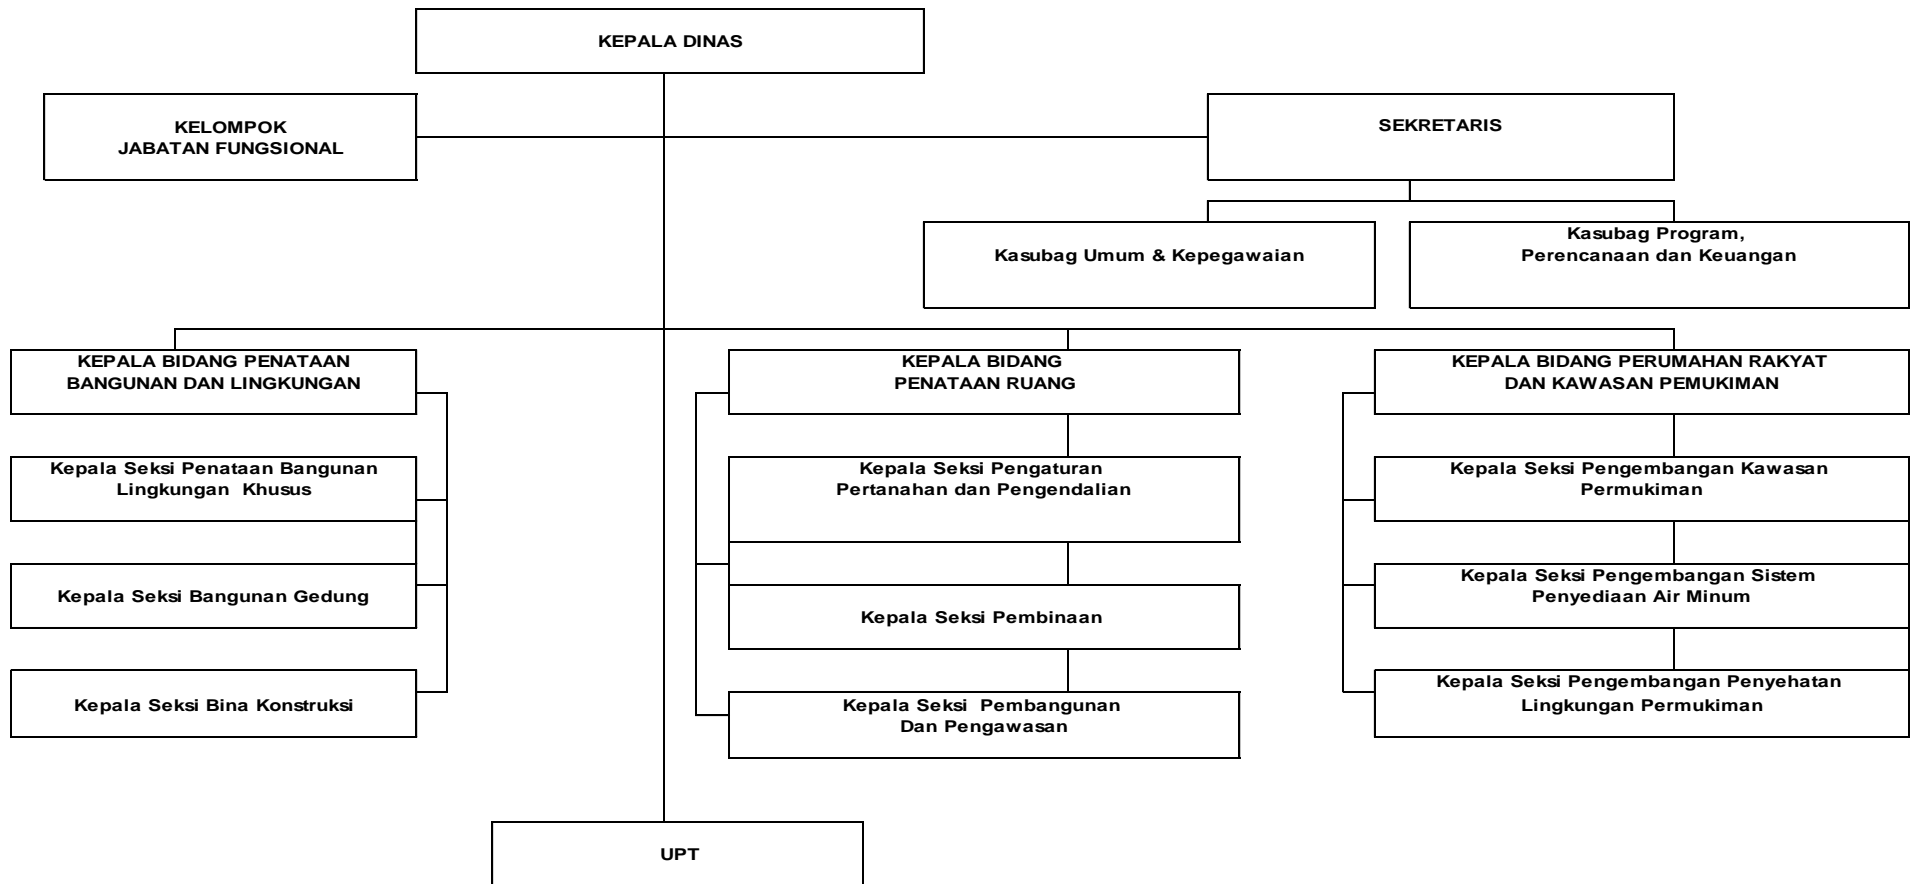 KEPALA DINAS
KELOMPOK
JABATAN FUNGSIONAL
SEKRETARIS
Kasubag Umum & Kepegawaian
Kasubag Program,
Perencanaan dan Keuangan
KEPALA BIDANG PENATAAN
BANGUNAN DAN LINGKUNGAN
KEPALA BIDANG
PENATAAN RUANG
KEPALA BIDANG PERUMAHAN RAKYAT
DAN KAWASAN PEMUKIMAN
Kepala Seksi Penataan Bangunan
Lingkungan Khusus
Kepala Seksi Pengaturan
Pertanahan dan Pengendalian
Kepala Seksi Pengembangan Kawasan
Permukiman
Kepala Seksi Bangunan Gedung
Kepala Seksi Pembinaan
Kepala Seksi Pengembangan Sistem
Penyediaan Air Minum
Kepala Seksi Bina Konstruksi
Kepala Seksi Pembangunan
Dan Pengawasan
Kepala Seksi Pengembangan Penyehatan
Lingkungan Permukiman
UPT